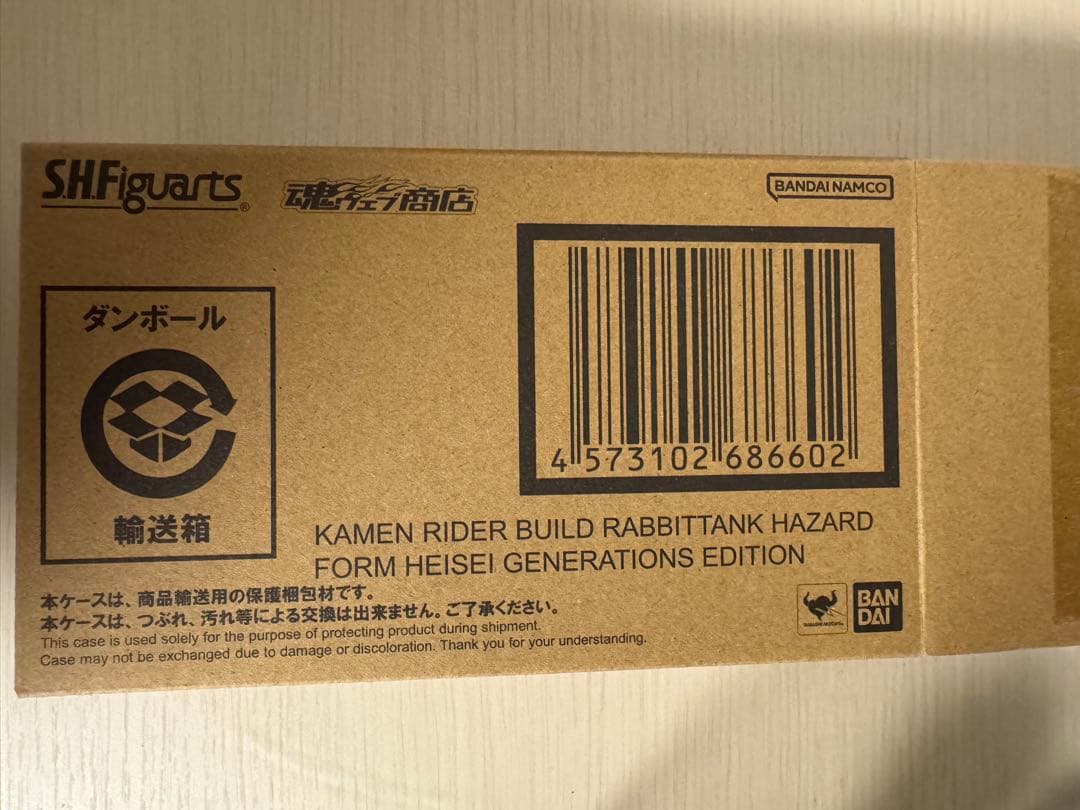 S.H.Figuarts®
魂ウェブ商店
BANDAI NAMCO
ダンボール
輸送箱
4 573102 686602
KAMEN RIDER BUILD RABBITTANK HAZARD
FORM HEISEI GENERATIONS EDITION
本ケースは、商品輸送用の保護梱包材です。
本ケースは、つぶれ、汚れ等による交換は出来ません。ご了承ください。
This case is used solely for the purpose of protecting product during shipment.
Case may not be exchanged due to damage or discoloration. Thank you for your understanding.
BAN
DAI